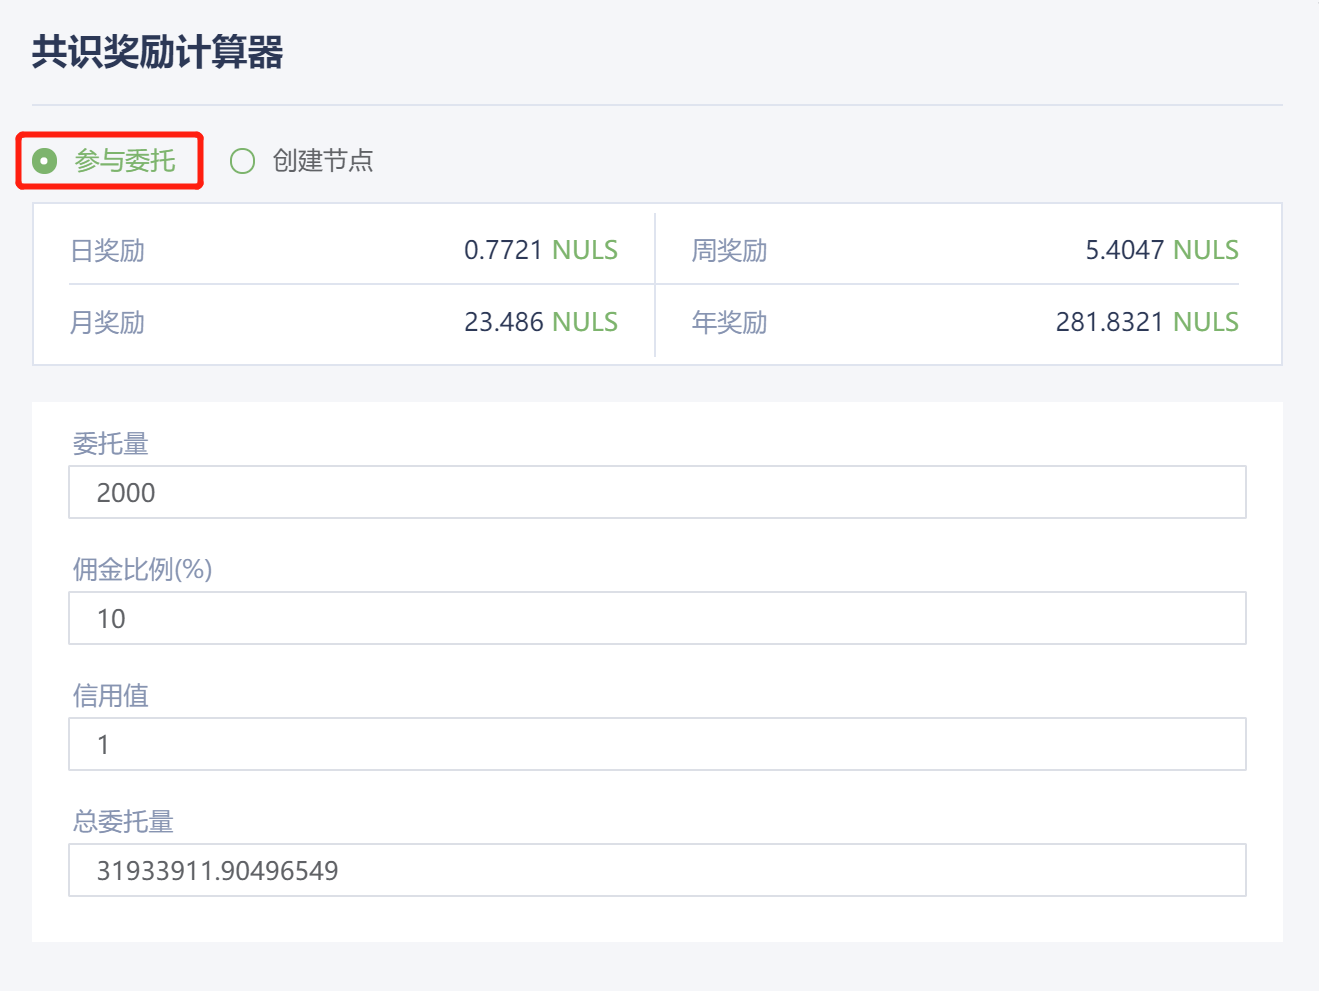 共识奖励计算器
参与委托 创建节点
日奖励 0.7721 NULS 周奖励 5.4047 NULS
月奖励 23.486 NULS 年奖励 281.8321 NULS
委托量
2000
佣金比例(%)
10
信用值
1
总委托量
31933911.90496549